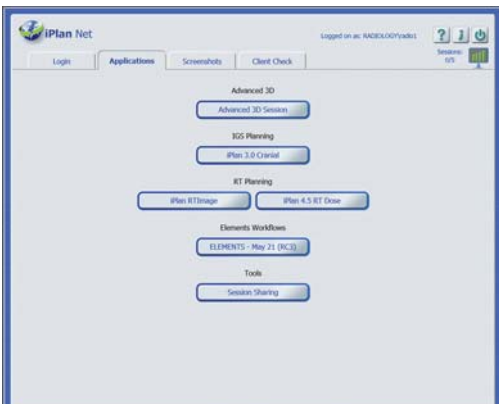 iPlan Net
Logged on as: RADIOLOGY\radio1
? i
Sessions:
0/5
Login Applications Screenshots Client Check
Advanced 3D
Advanced 3D Session
IGS Planning
iPlan 3.0 Cranial
RT Planning
iPlan RTImage iPlan 4.5 RT Dose
Elements Workflows
ELEMENTS - May 21 (RC3)
Tools
Session Sharing